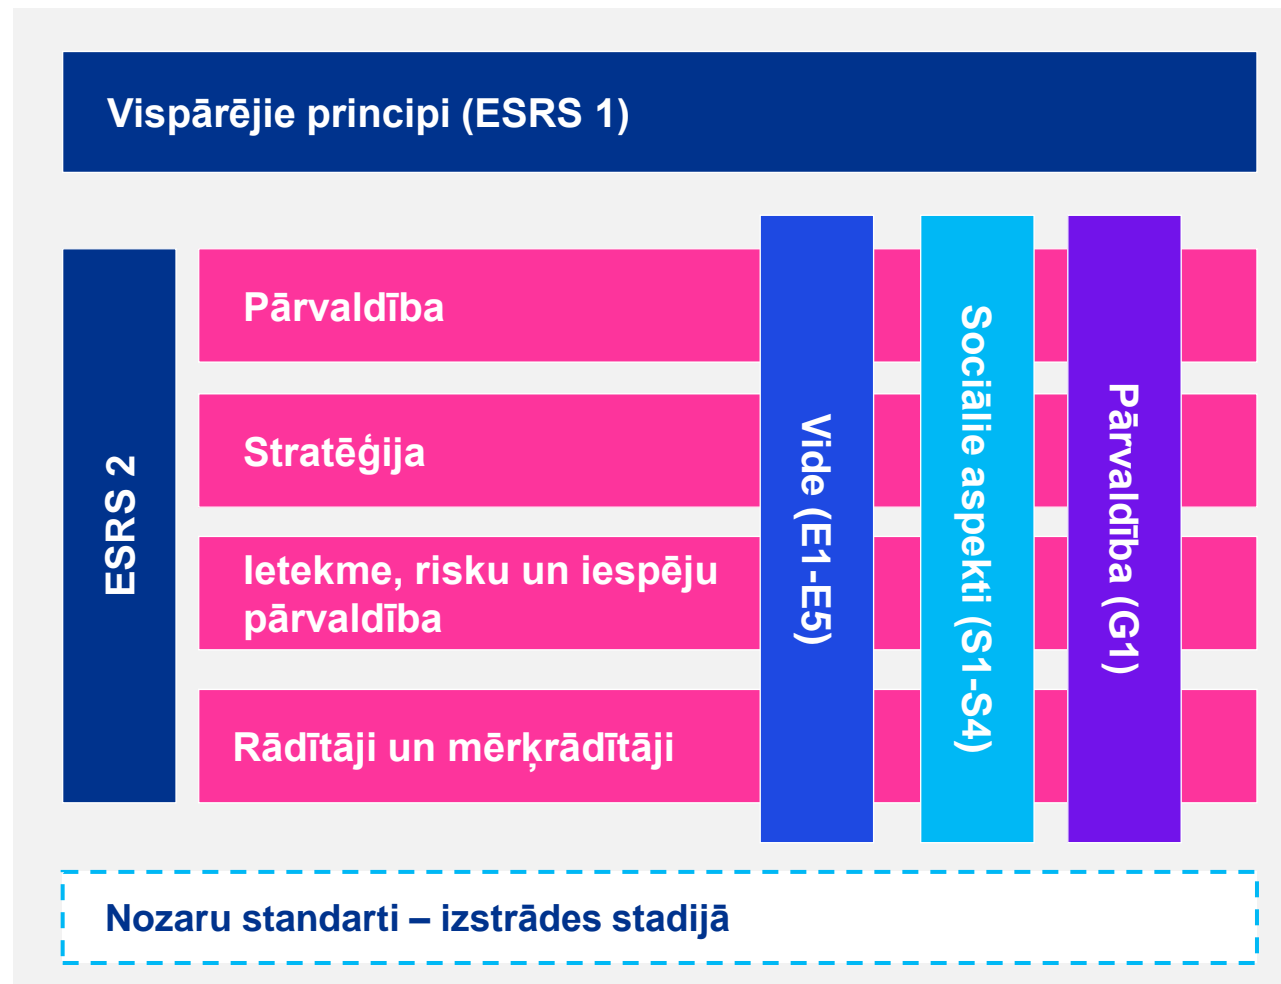 Vispārējie principi (ESRS 1)
ESRS 2
Pārvaldība
Stratēģija
Ietekme, risku un iespēju
pārvaldība
Rādītāji un mērķrādītāji
Vide (E1-E5)
Sociālie aspekti (S1-S4)
Pārvaldība (G1)
Nozaru standarti – izstrādes stadijā